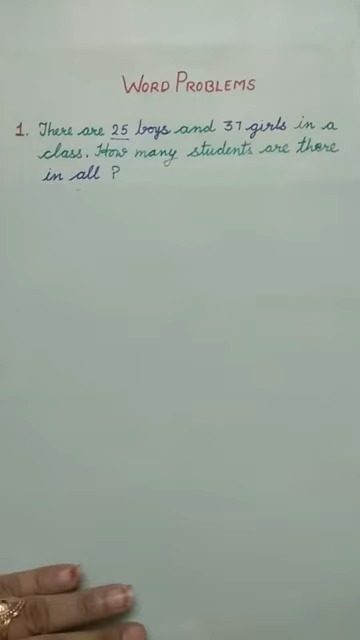 WORD PROBLEMS
1. There are 25 boys and 37 girls in a
class. How many students are there
in all ?